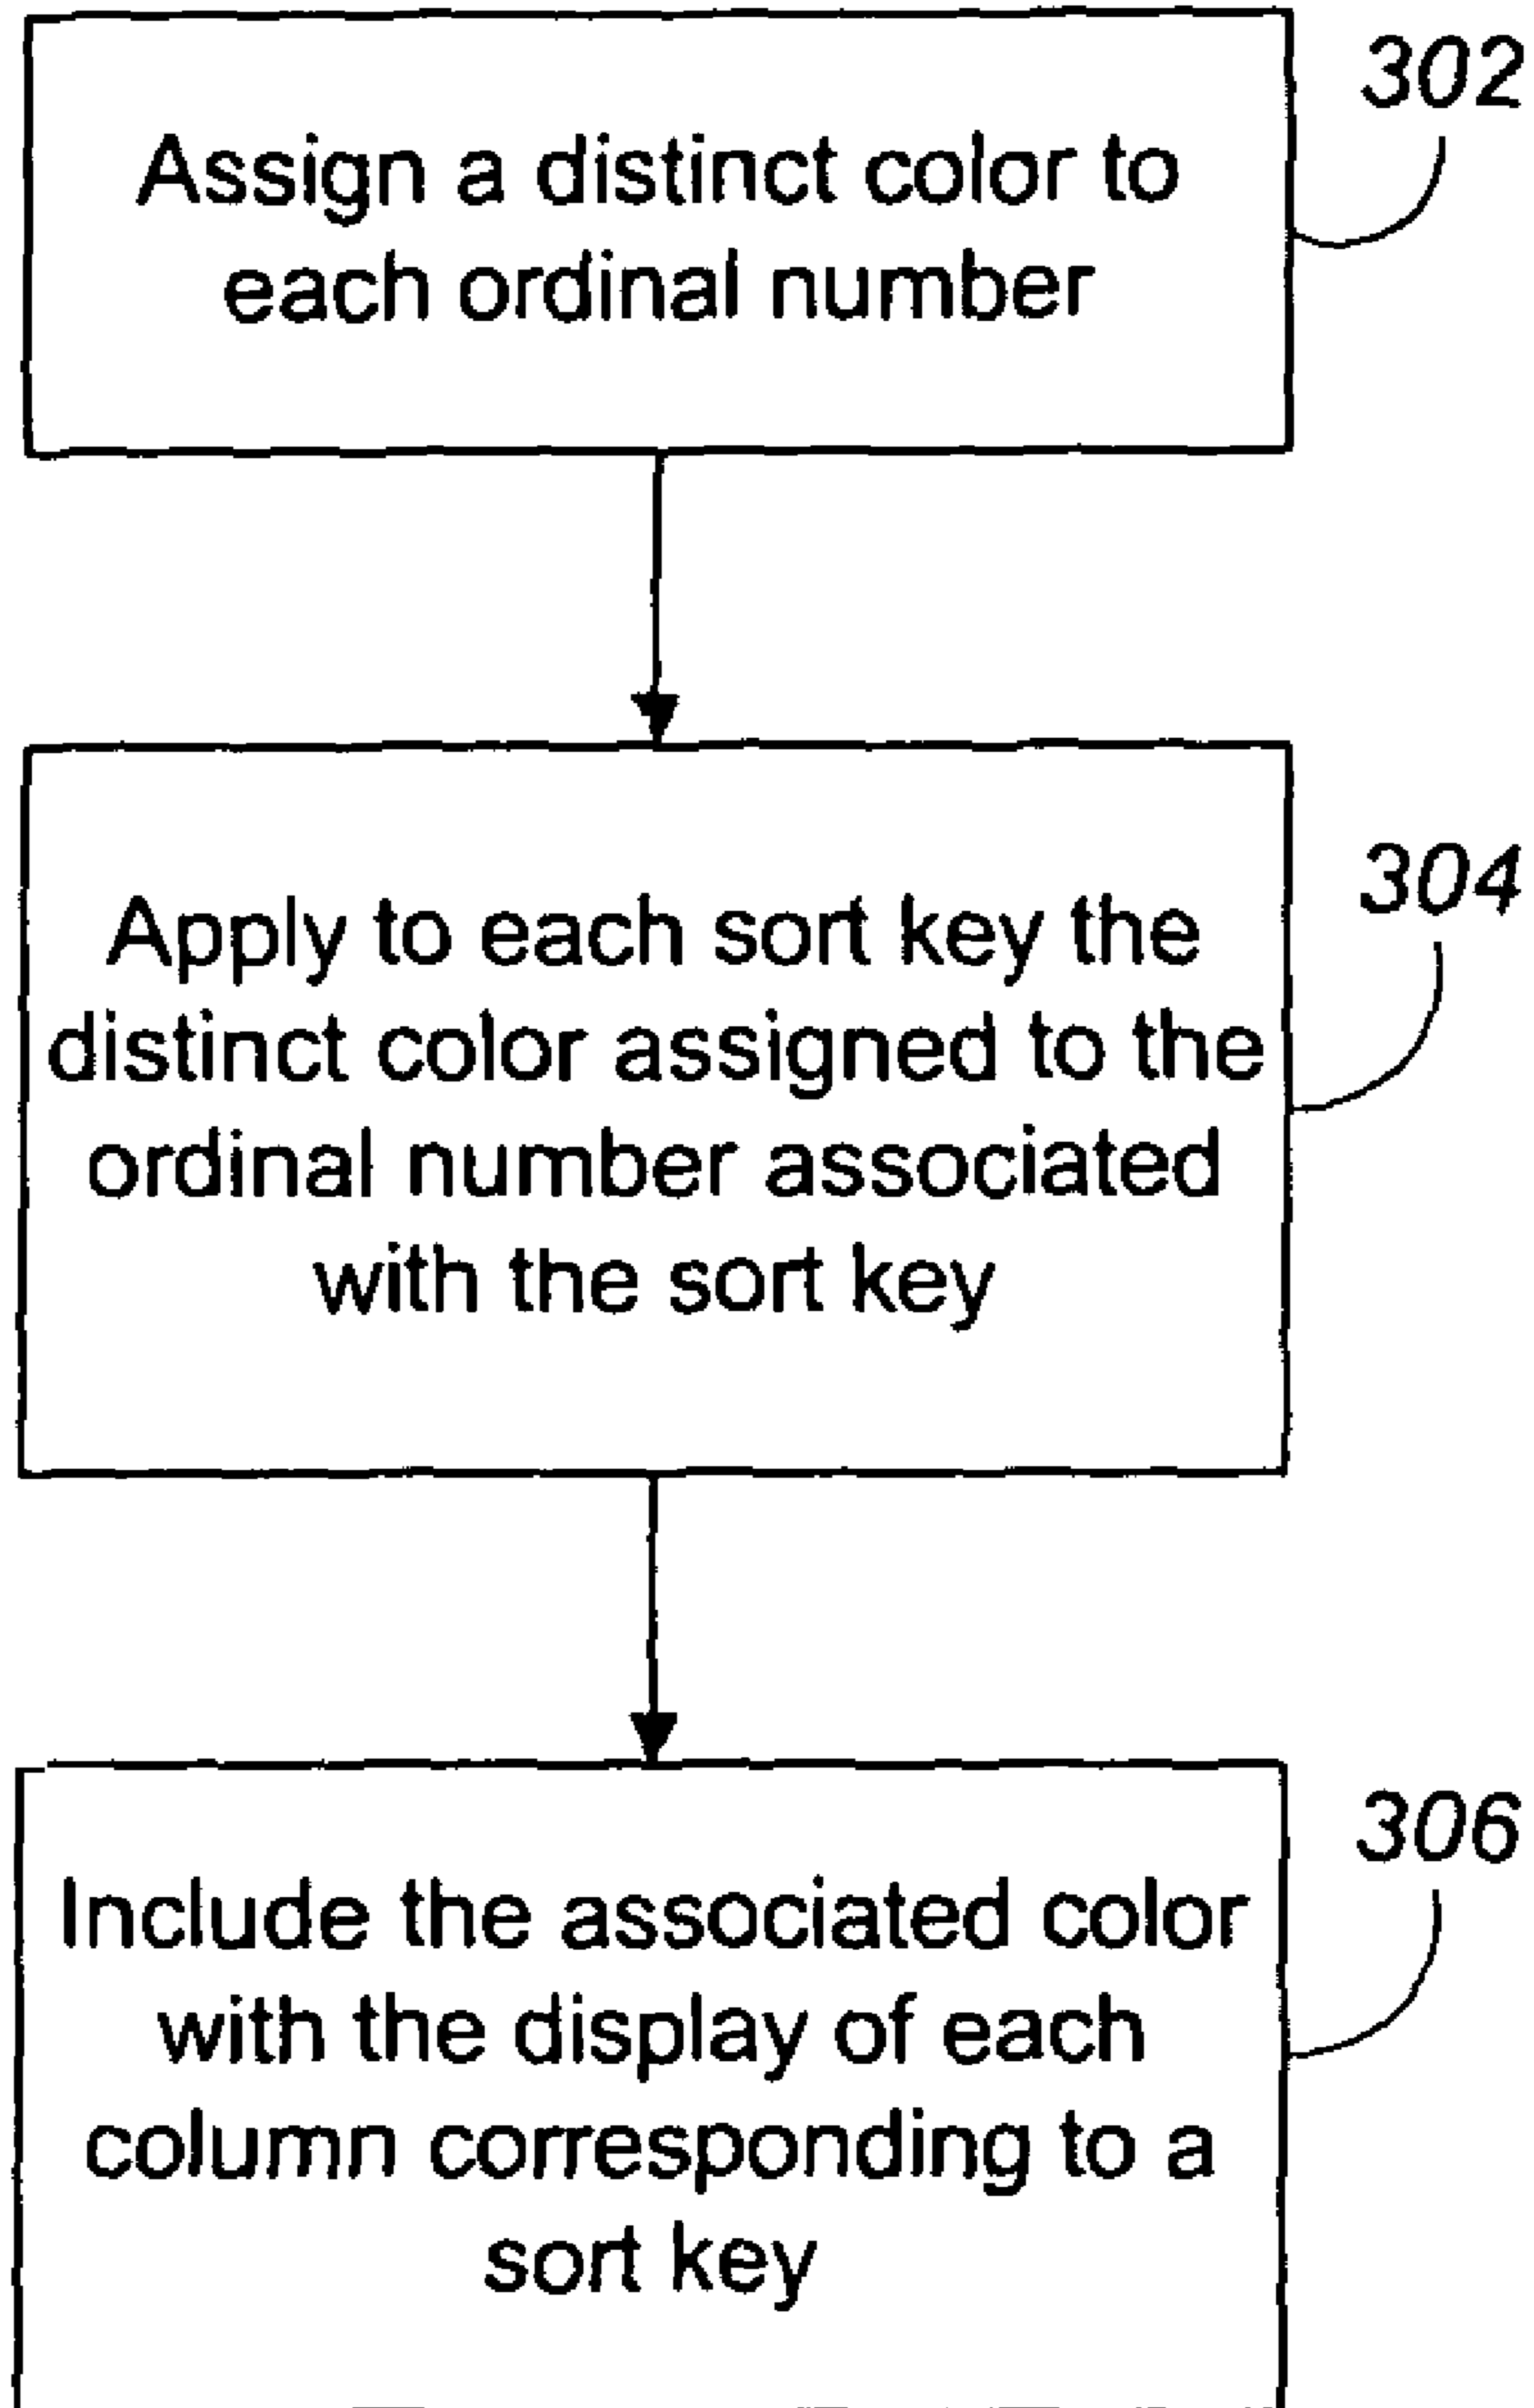 302
Assign a distinct color to
each ordinal number
304
Apply to each sort key the
distinct color assigned to the
ordinal number associated
with the sort key
306
Include the associated color
with the display of each
column corresponding to a
sort key